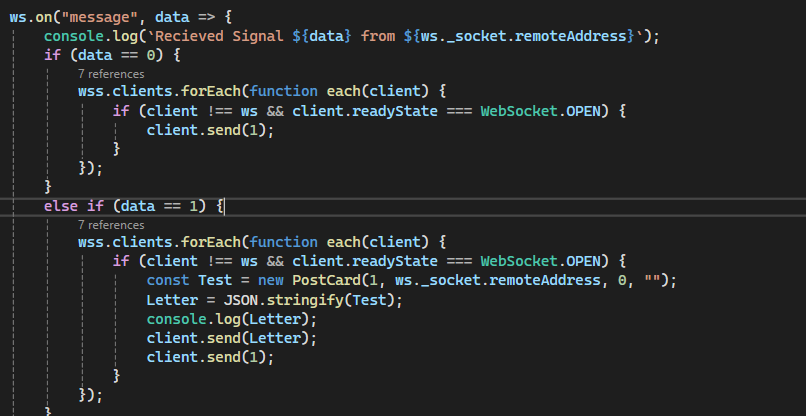 ws.on("message", data => {
console.log(`Recieved Signal ${data} from ${ws._socket.remoteAddress}`);
if (data == 0) {
7 references
wss.clients.forEach(function each(client) {
if (client !== ws && client.readyState === WebSocket.OPEN) {
client.send(1);
}
});
}
else if (data == 1) {
7 references
wss.clients.forEach(function each(client) {
if (client !== ws && client.readyState === WebSocket.OPEN) {
const Test = new PostCard(1, ws._socket.remoteAddress, 0, "");
Letter = JSON.stringify(Test);
console.log(Letter);
client.send(Letter);
client.send(1);
}
});
}